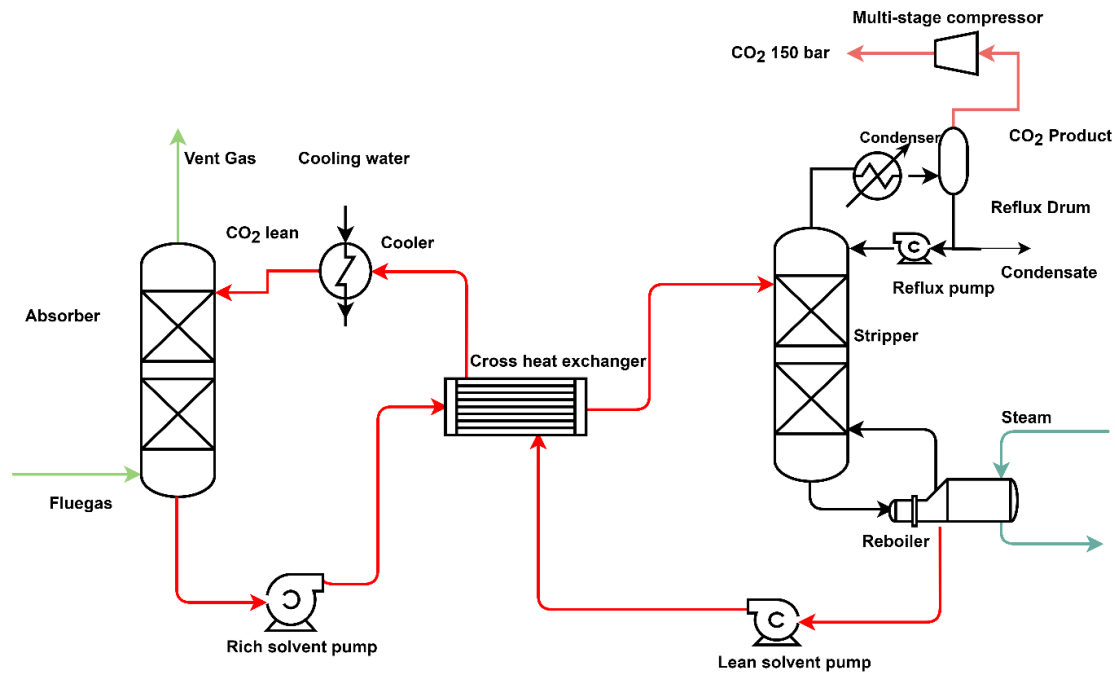 Multi-stage compressor
CO2 150 bar
Condenser
CO2 Product
Vent Gas
Cooling water
Reflux Drum
CO2 lean
Cooler
Condensate
Reflux pump
Absorber
Stripper
Cross heat exchanger
Steam
Fluegas
Reboiler
Rich solvent pump
Lean solvent pump